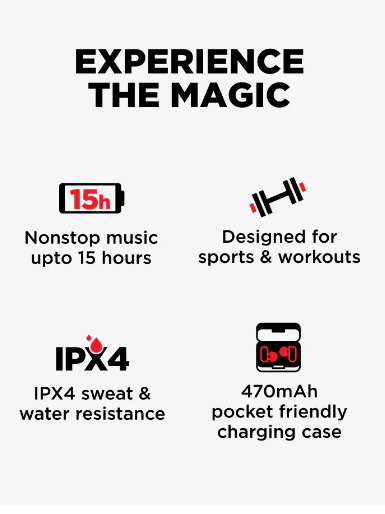 EXPERIENCE
THE MAGIC
15h
Nonstop music
upto 15 hours
Designed for
sports & workouts
IPX4
IPX4 sweat &
water resistance
470mAh
pocket friendly
charging case